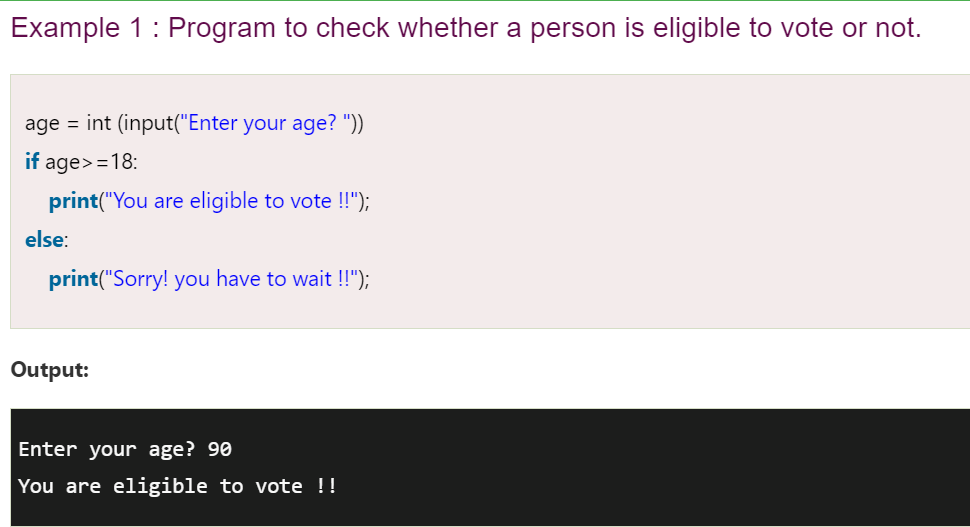 Example 1 : Program to check whether a person is eligible to vote or not.
age = int (input("Enter your age? "))
if age>=18:
    print("You are eligible to vote !!");
else:
    print("Sorry! you have to wait !!");
Output:
Enter your age? 90
You are eligible to vote !!